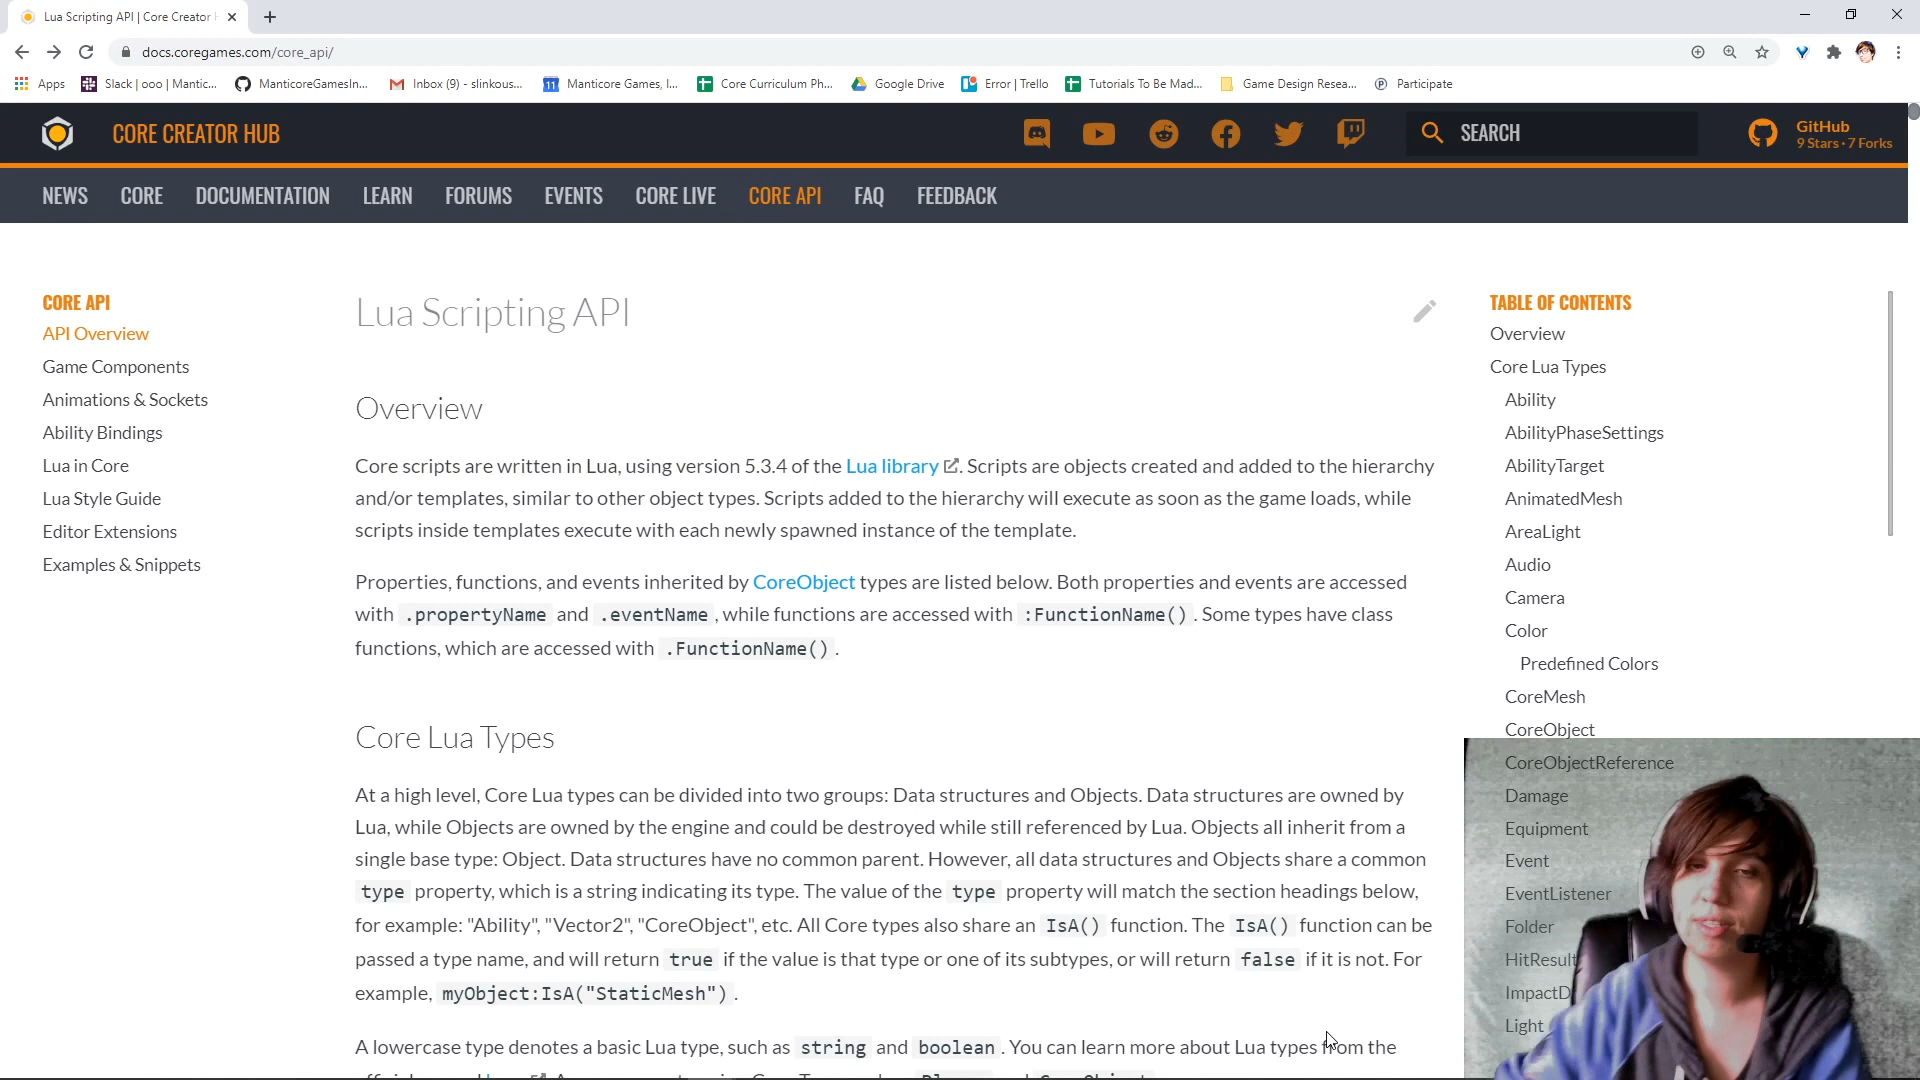 Lua Scripting API | Core Creator H
docs.coregames.com/core_api/
Apps Slack | ooo | Mantic... ManticoreGamesIn... Inbox (9) - slinkous... Manticore Games, I... Core Curriculum Ph... Google Drive Error | Trello Tutorials To Be Mad... Game Design Resea... Participate
CORE CREATOR HUB
SEARCH
GitHub
9 Stars • 7 Forks
NEWS CORE DOCUMENTATION LEARN FORUMS EVENTS CORE LIVE CORE API FAQ FEEDBACK
CORE API
API Overview
Game Components
Animations & Sockets
Ability Bindings
Lua in Core
Lua Style Guide
Editor Extensions
Examples & Snippets
Lua Scripting API
Overview
Core scripts are written in Lua, using version 5.3.4 of the Lua library. Scripts are objects created and added to the hierarchy
and/or templates, similar to other object types. Scripts added to the hierarchy will execute as soon as the game loads, while
scripts inside templates execute with each newly spawned instance of the template.
Properties, functions, and events inherited by CoreObject types are listed below. Both properties and events are accessed
with .propertyName and .eventName, while functions are accessed with :FunctionName(). Some types have class
functions, which are accessed with .FunctionName().
Core Lua Types
At a high level, Core Lua types can be divided into two groups: Data structures and Objects. Data structures are owned by
Lua, while Objects are owned by the engine and could be destroyed while still referenced by Lua. Objects all inherit from a
single base type: Object. Data structures have no common parent. However, all data structures and Objects share a common
type property, which is a string indicating its type. The value of the type property will match the section headings below,
for example: "Ability", "Vector2", "CoreObject", etc. All Core types also share an IsA() function. The IsA() function can be
passed a type name, and will return true if the value is that type or one of its subtypes, or will return false if it is not. For
example, myObject:IsA("StaticMesh").
A lowercase type denotes a basic Lua type, such as string and boolean. You can learn more about Lua types from the
TABLE OF CONTENTS
Overview
Core Lua Types
Ability
AbilityPhaseSettings
AbilityTarget
AnimatedMesh
AreaLight
Audio
Camera
Color
Predefined Colors
CoreMesh
CoreObject
CoreObjectReference
Damage
Equipment
Event
EventListener
Folder
HitResult
ImpactD
Light